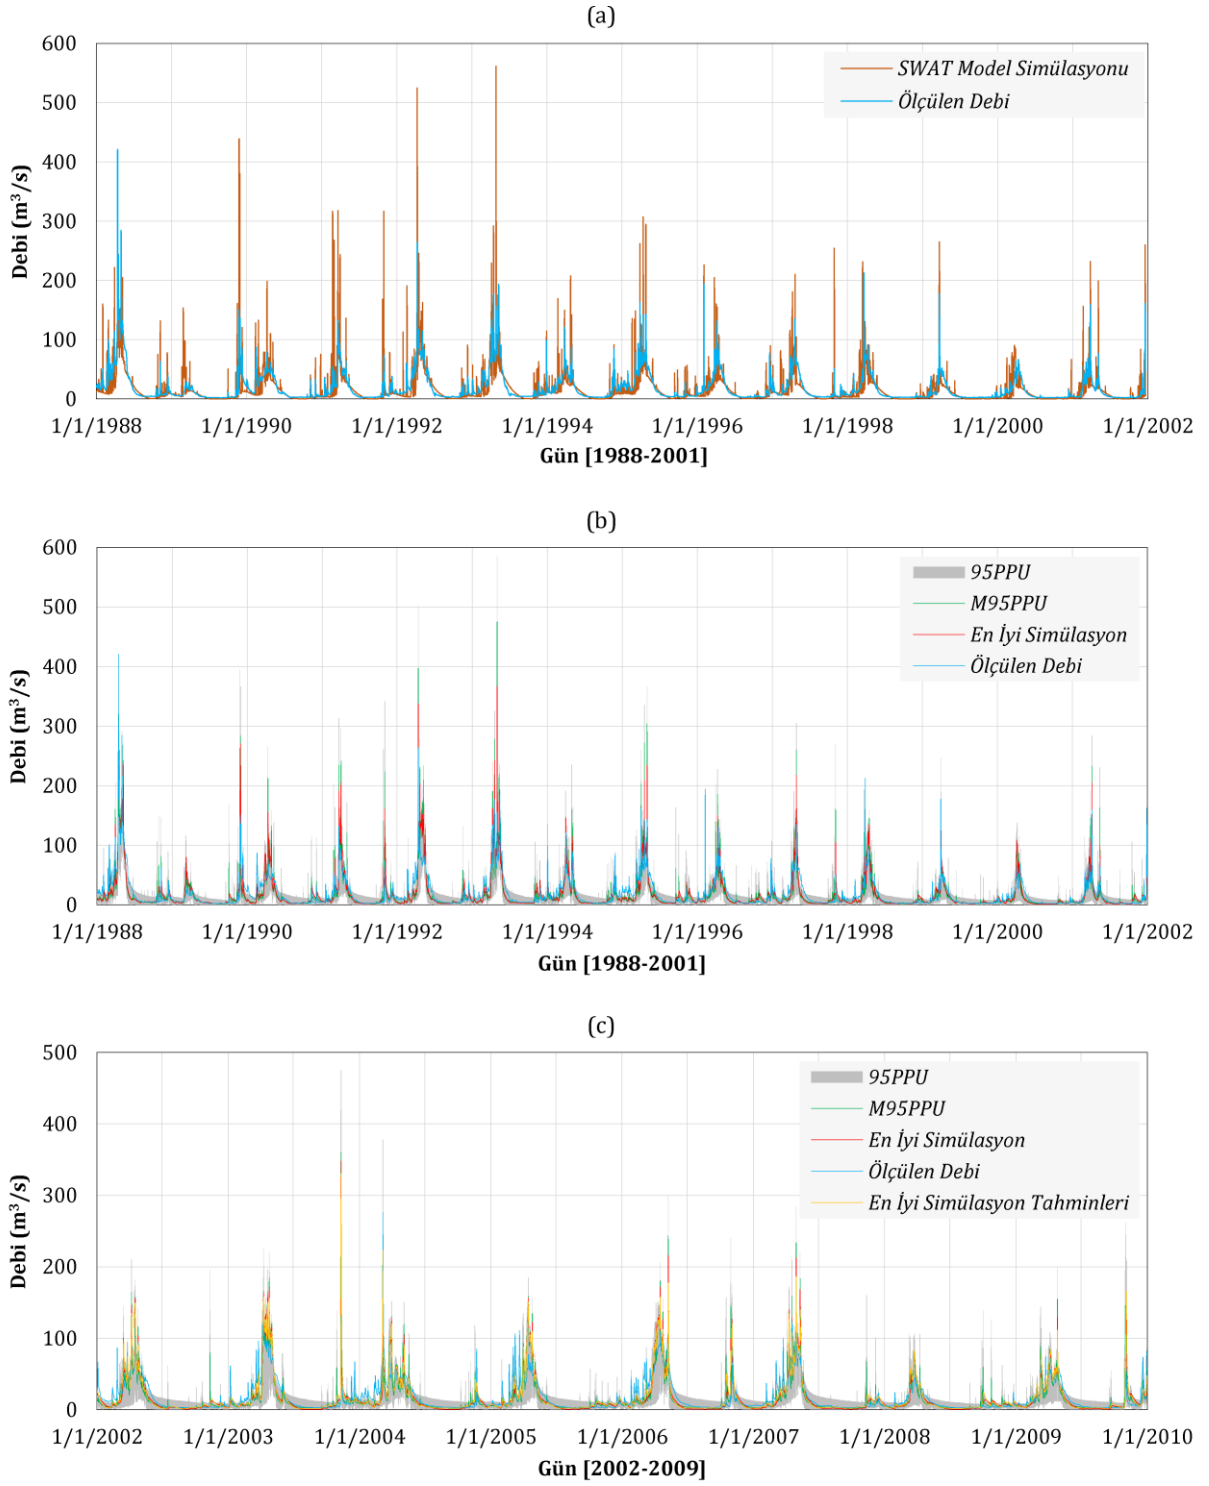 (a)
600
500
400
300
200
100
0
Debi (m³/s)
SWAT Model Simülasyonu
Ölçülen Debi
1/1/1988 1/1/1990 1/1/1992 1/1/1994 1/1/1996 1/1/1998 1/1/2000 1/1/2002
Gün [1988-2001]
(b)
600
500
400
300
200
100
0
Debi (m³/s)
95PPU
M95PPU
En İyi Simülasyon
Ölçülen Debi
1/1/1988 1/1/1990 1/1/1992 1/1/1994 1/1/1996 1/1/1998 1/1/2000 1/1/2002
Gün [1988-2001]
(c)
500
400
300
200
100
0
Debi (m³/s)
95PPU
M95PPU
En İyi Simülasyon
Ölçülen Debi
En İyi Simülasyon Tahminleri
1/1/2002 1/1/2003 1/1/2004 1/1/2005 1/1/2006 1/1/2007 1/1/2008 1/1/2009 1/1/2010
Gün [2002-2009]